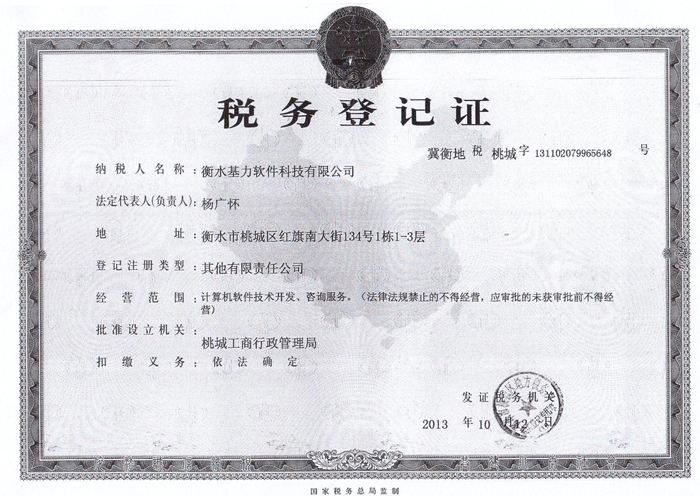 税务登记证
冀衡地 税 桃城 字 131102079965648 号
纳税人名称：衡水基力软件科技有限公司
法定代表人(负责人)：杨广怀
地址：衡水市桃城区红旗南大街134号1栋1-3层
登记注册类型：其他有限责任公司
经营范围：计算机软件技术开发、咨询服务。（法律法规禁止的不得经营，应审批的未获审批前不得经
营）
批准设立机关：桃城工商行政管理局
扣缴义务：依法确定
发证税务机关
2013 年 10 月 12 日
国家税务总局监制